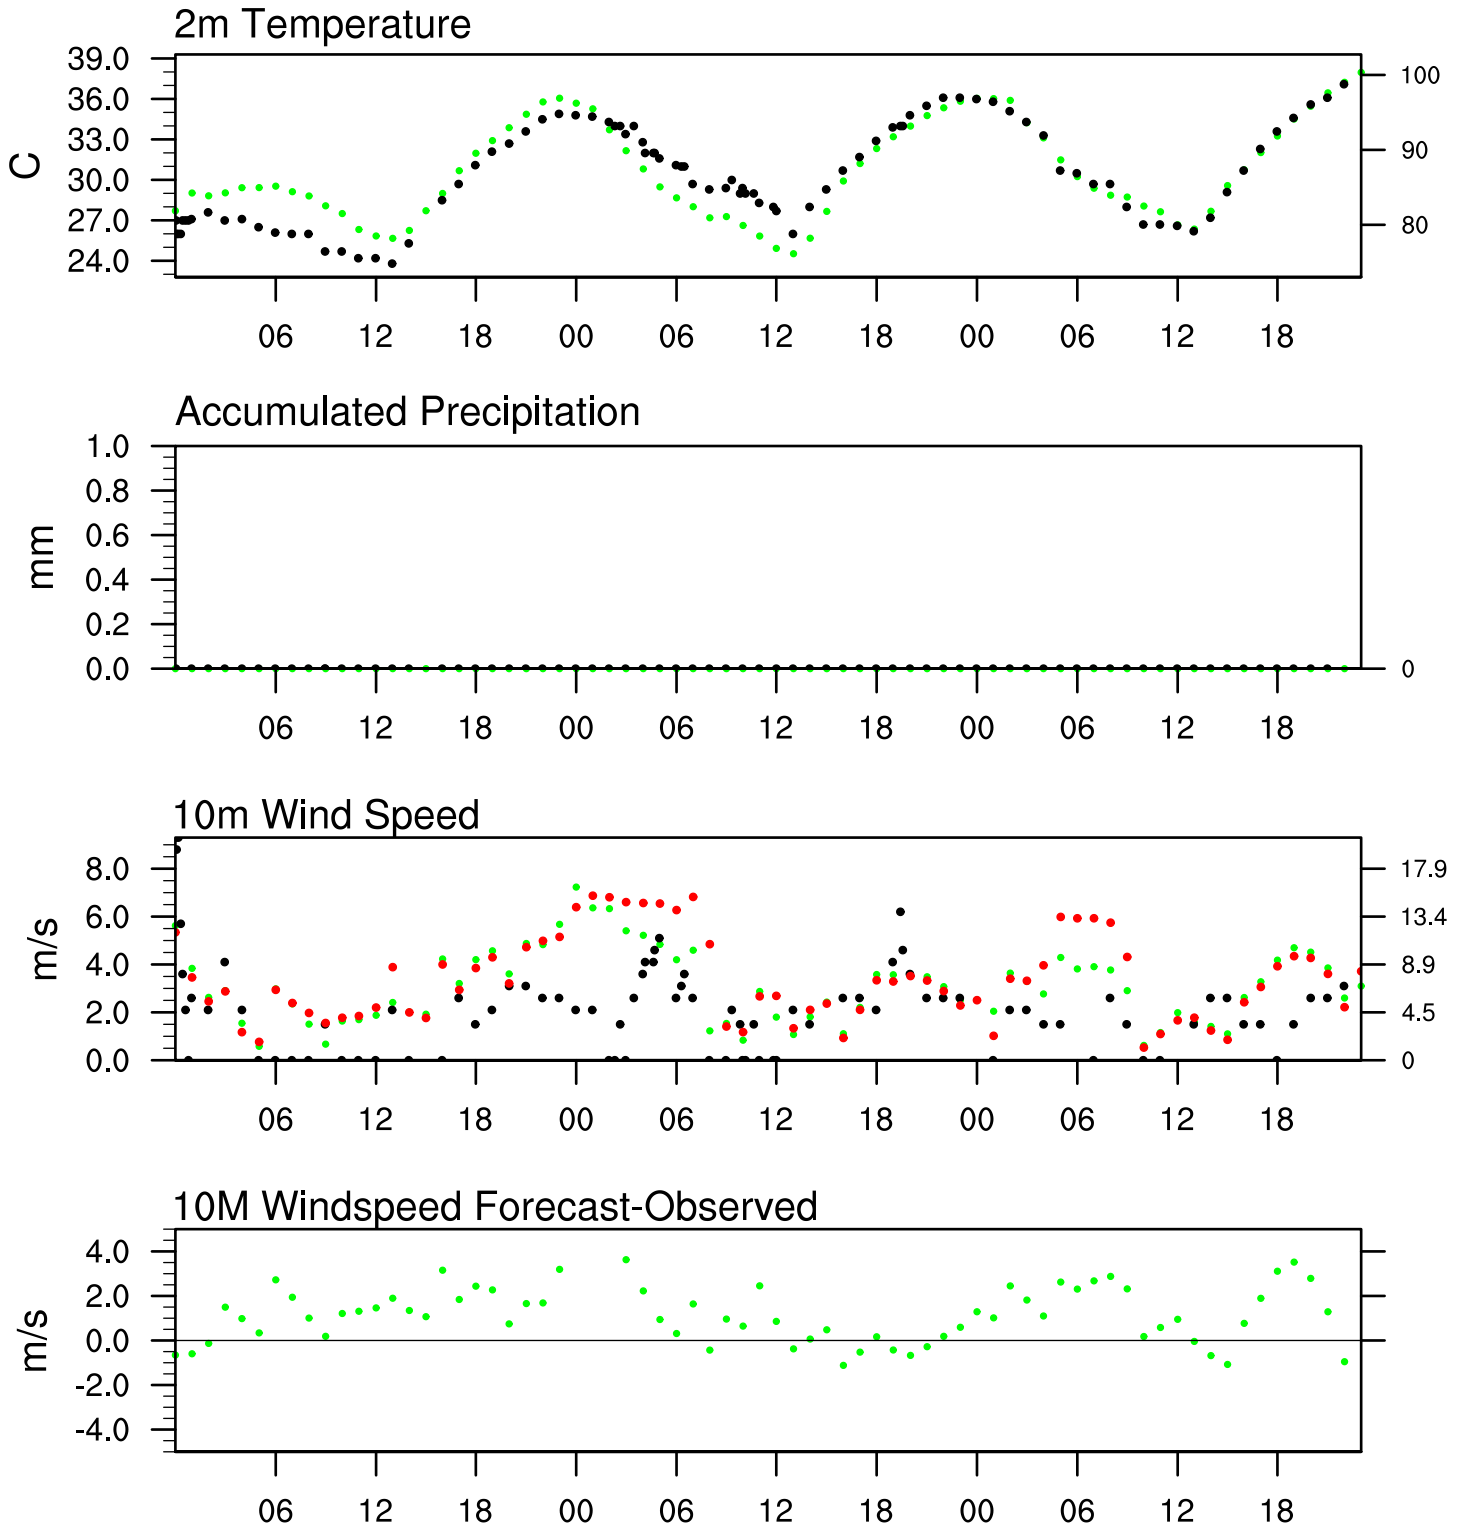 2m Temperature
39.0
36.0
33.0
30.0
27.0
24.0
C
100
90
80
06 12 18 00 06 12 18 00 06 12 18
Accumulated Precipitation
1.0
0.8
0.6
0.4
0.2
0.0
mm
0
06 12 18 00 06 12 18 00 06 12 18
10m Wind Speed
8.0
6.0
4.0
2.0
0.0
m/s
17.9
13.4
8.9
4.5
0
06 12 18 00 06 12 18 00 06 12 18
10M Windspeed Forecast-Observed
4.0
2.0
0.0
-2.0
-4.0
m/s
06 12 18 00 06 12 18 00 06 12 18